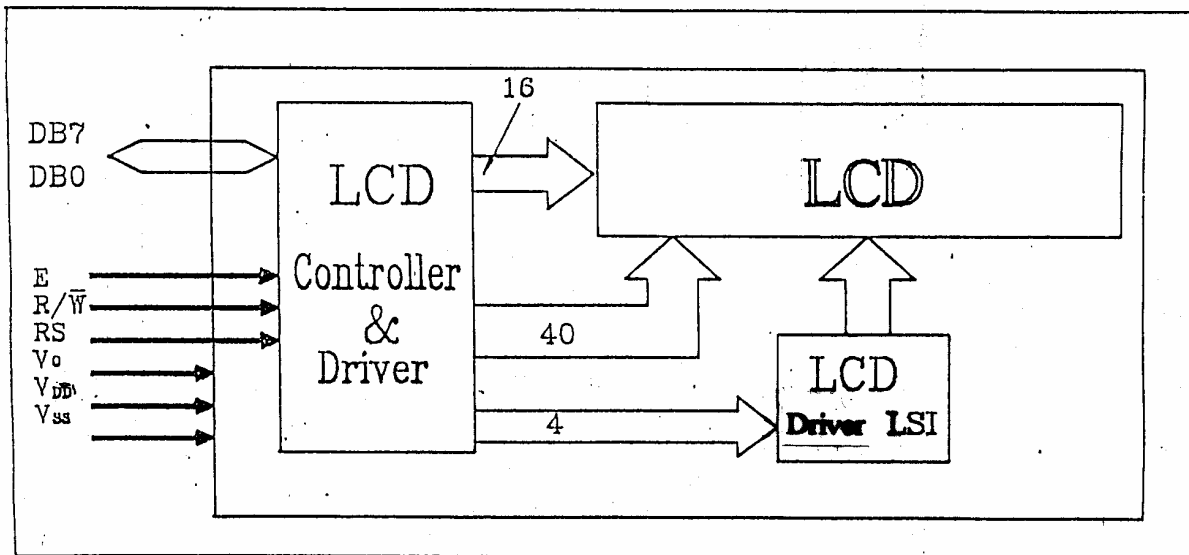 16
DB7
DB0
LCD
Controller
&
Driver
LCD
E
R/W̅
RS
Vo
VDD
Vss
40
4
LCD
Driver LSI